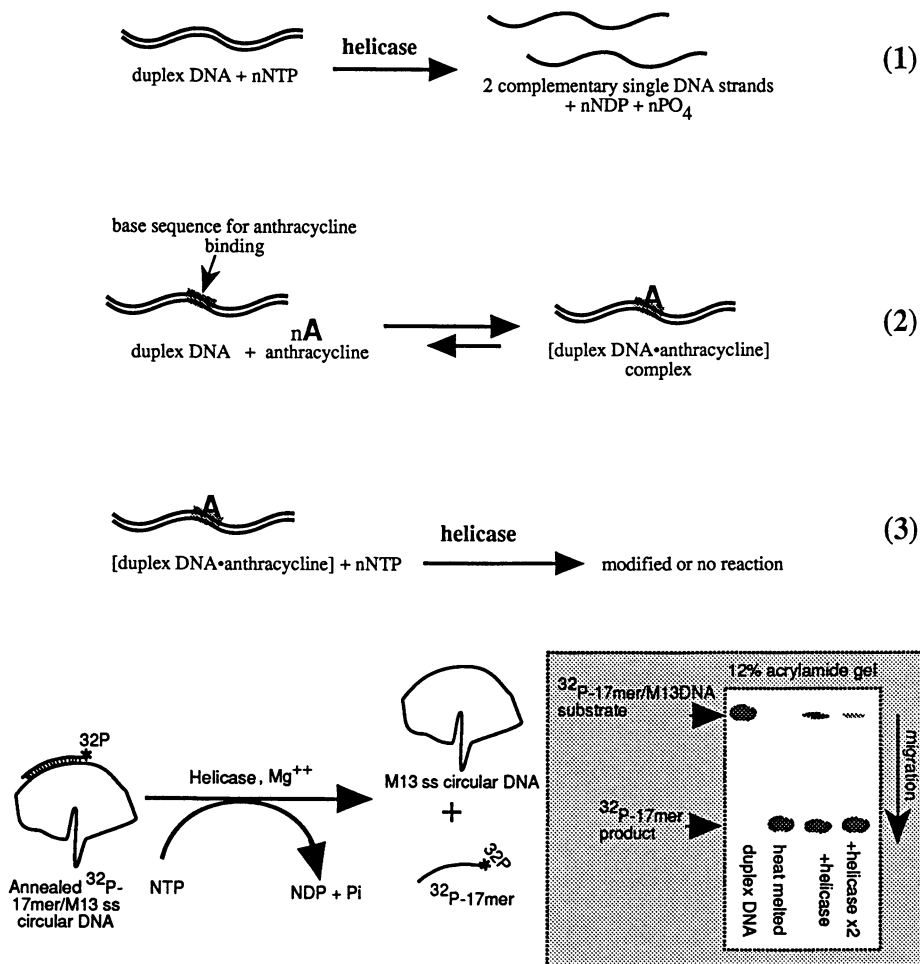 helicase
duplex DNA + nNTP
2 complementary single DNA strands
+ nNDP + nPO4
(1)
base sequence for anthracycline
binding
A
nA
duplex DNA + anthracycline
[duplex DNA•anthracycline]
complex
(2)
A
helicase
[duplex DNA•anthracycline] + nNTP
modified or no reaction
(3)
32P
*
Annealed 32P-
17mer/M13 ss
circular DNA
Helicase, Mg++
NTP
NDP + Pi
M13 ss circular DNA
+
32P
*
32P-17mer
12% acrylamide gel
32P-17mer/M13DNA
substrate
32P-17mer
product
migration
duplex DNA
heat melted
+helicase
+helicase x2